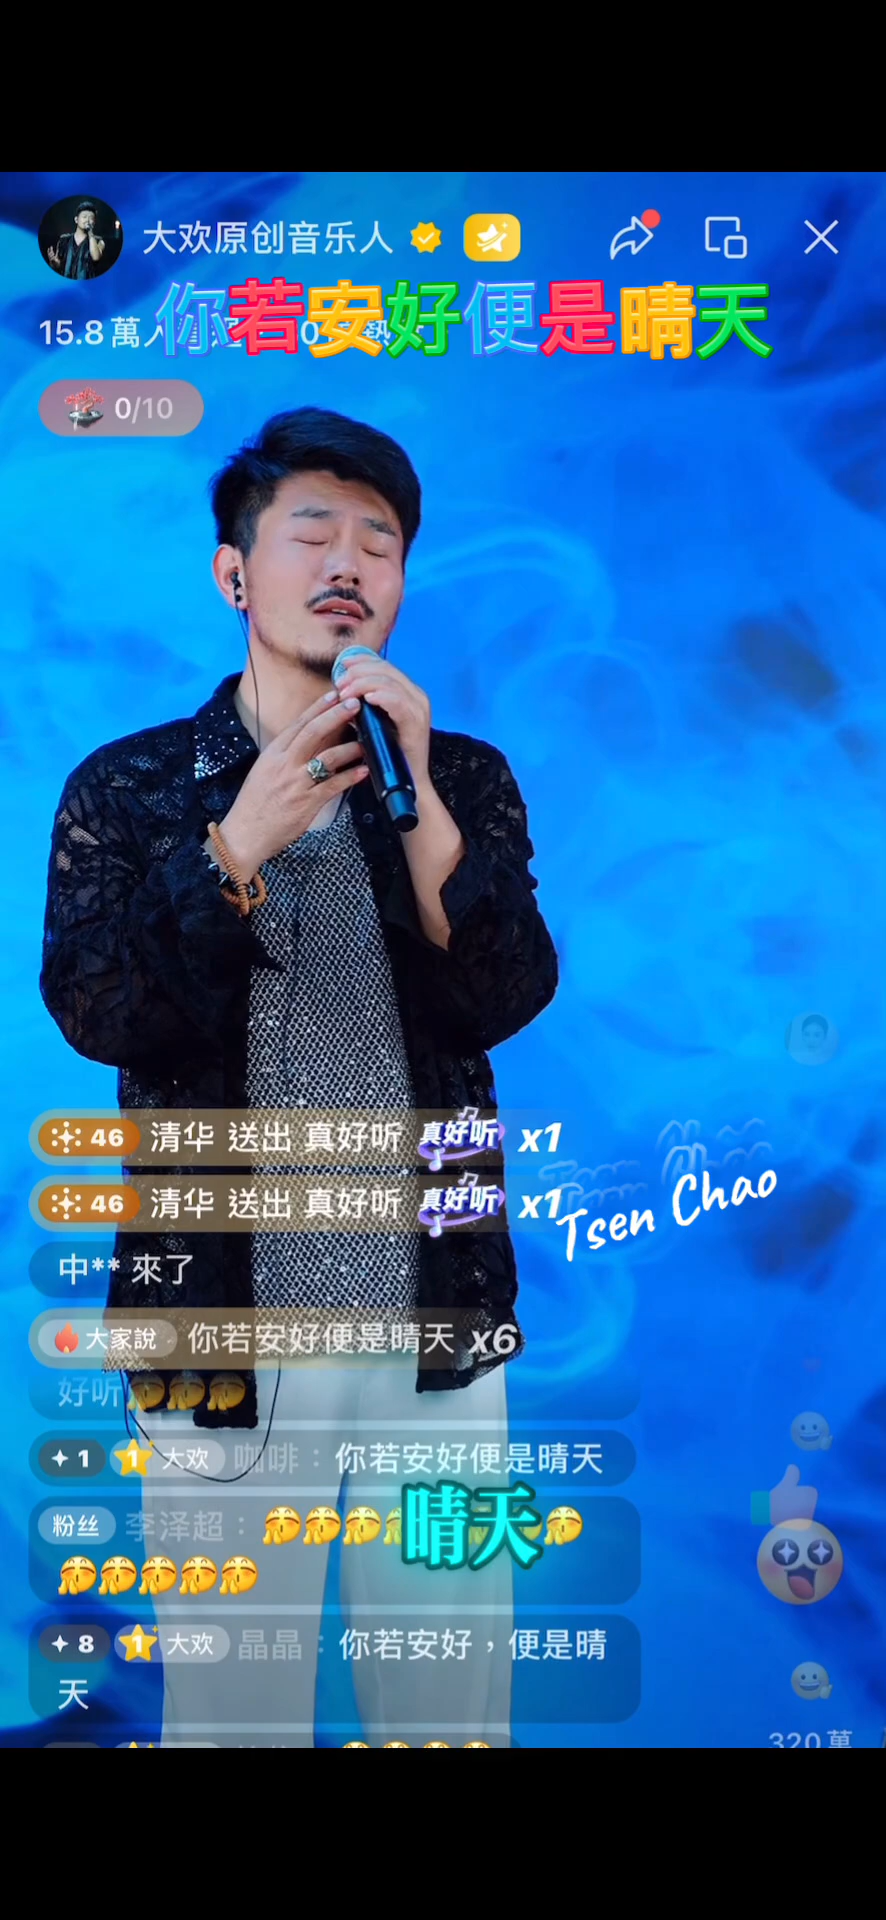 大欢原创音乐人
你若安好便是晴天
15.8 萬人
0/10
46 清华 送出 真好听 真好听 x1
46 清华 送出 真好听 真好听 x1
Tsen Chao
中** 來了
大家說 你若安好便是晴天 x6
好听
1 1 大欢 咖啡：你若安好便是晴天
粉丝 李泽超：
晴天
8 1 大欢 晶晶：你若安好，便是晴
天
320 萬